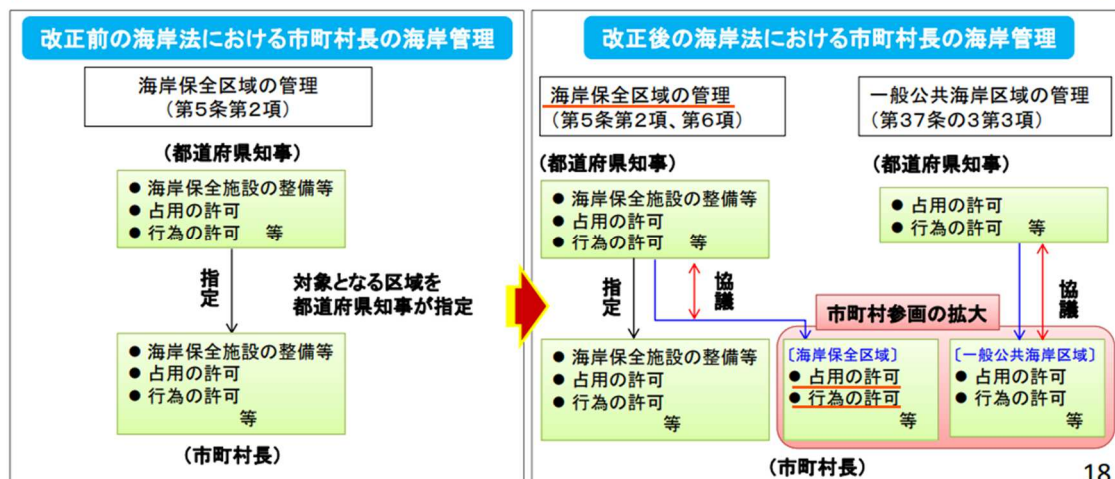 改正前の海岸法における市町村長の海岸管理
海岸保全区域の管理
(第5条第2項)
(都道府県知事)
● 海岸保全施設の整備等
● 占用の許可
● 行為の許可　等
指定
対象となる区域を
都道府県知事が指定
● 海岸保全施設の整備等
● 占用の許可
● 行為の許可
等
(市町村長)
改正後の海岸法における市町村長の海岸管理
海岸保全区域の管理
(第5条第2項、第6項)
(都道府県知事)
● 海岸保全施設の整備等
● 占用の許可
● 行為の許可　等
指定
協議
● 海岸保全施設の整備等
● 占用の許可
● 行為の許可
等
一般公共海岸区域の管理
(第37条の3第3項)
(都道府県知事)
● 占用の許可
● 行為の許可　等
協議
市町村参画の拡大
〔海岸保全区域〕
● 占用の許可
● 行為の許可
等
〔一般公共海岸区域〕
● 占用の許可
● 行為の許可
等
(市町村長)
18